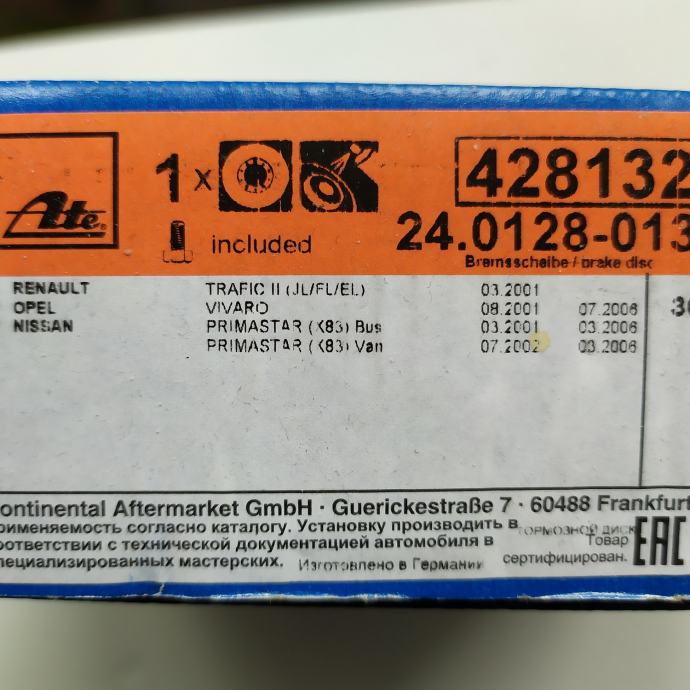 Ate
1 x
428132
included
24.0128-013
Bremsscheibe / brake disc
RENAULT TRAFIC II (JL/FL/EL) 03.2001
OPEL VIVARO 08.2001 07.2006
NISSAN PRIMASTAR (X83) Bus 03.2001 03.2006
PRIMASTAR (X83) Van 07.2002 03.2006
ontinental Aftermarket GmbH · Guerickestraße 7 · 60488 Frankfurt
рименяемость согласно каталогу. Установку производить в ТОРМОЗНОЙ ДИСК
оответствии с технической документацией автомобиля в Товар
пециализированных мастерских. Изготовлено в Германии сертифицирован.
EAC